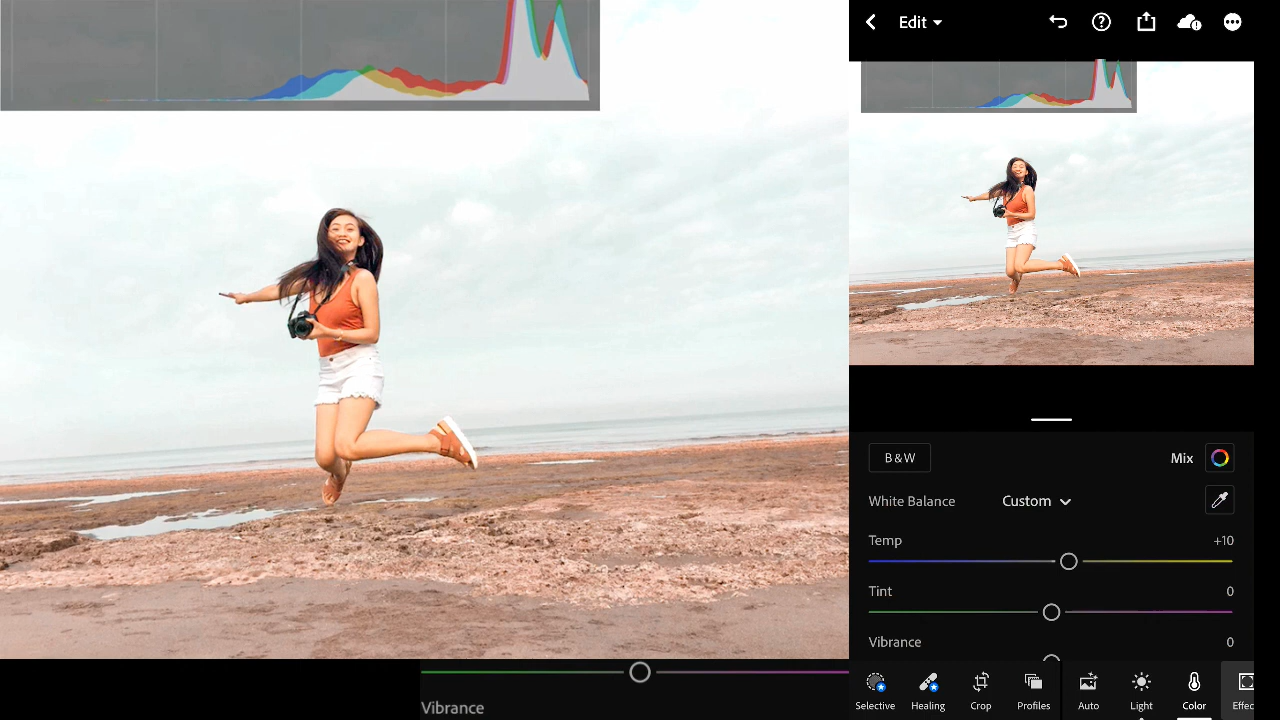 Edit
B&W
Mix
White Balance Custom
Temp +10
Tint 0
Vibrance 0
Selective Healing Crop Profiles Auto Light Color Effec
Vibrance